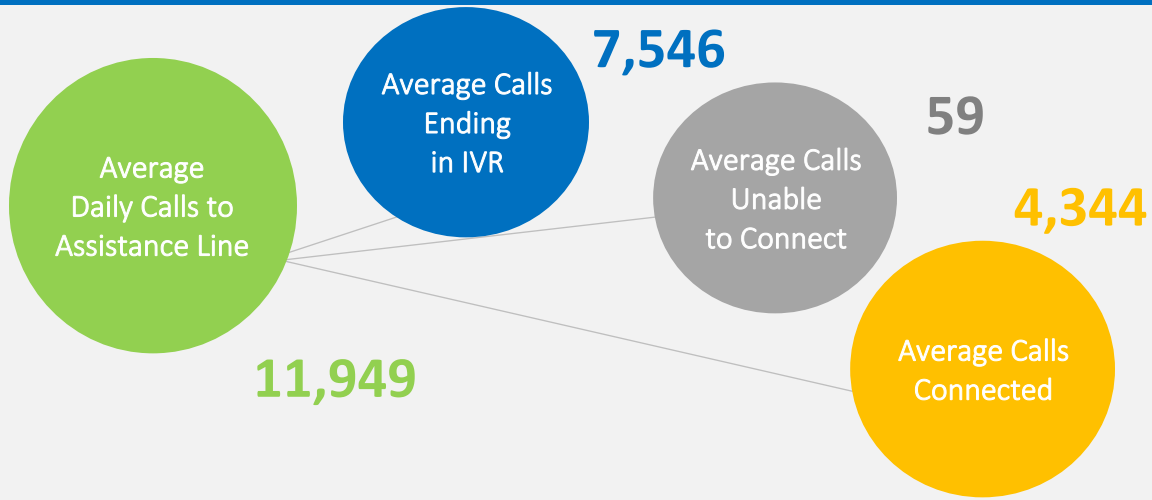 Average
Daily Calls to
Assistance Line
11,949
Average Calls
Ending
in IVR
7,546
Average Calls
Unable
to Connect
59
Average Calls
Connected
4,344